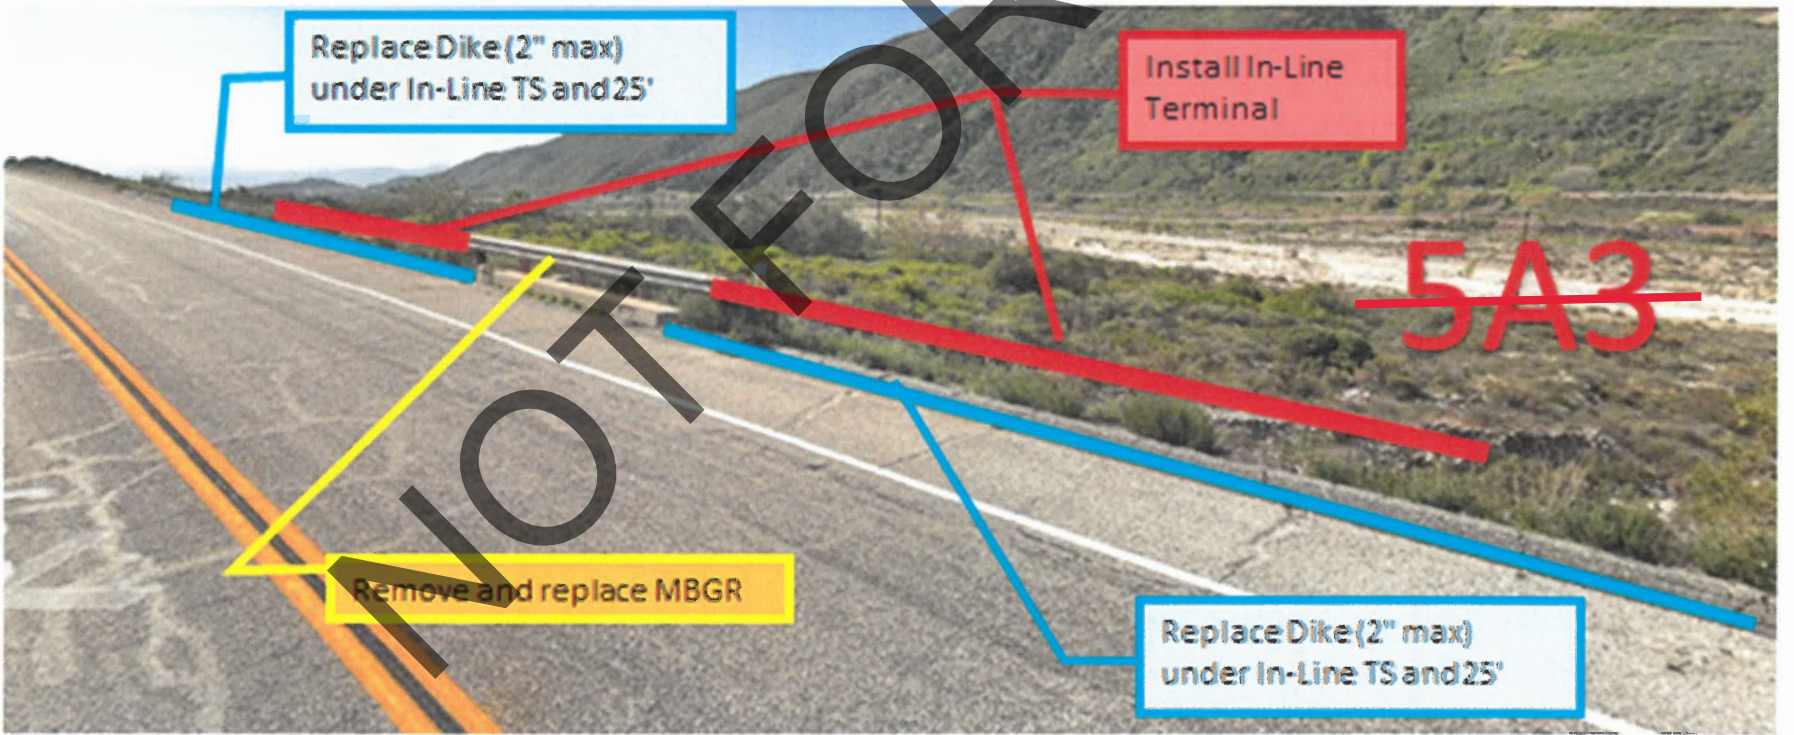 Replace Dike (2" max)
under In-Line TS and 25'
Install In-Line
Terminal
5A3
NOT FOR
Remove and replace MBGR
Replace Dike (2" max)
under In-Line TS and 25'